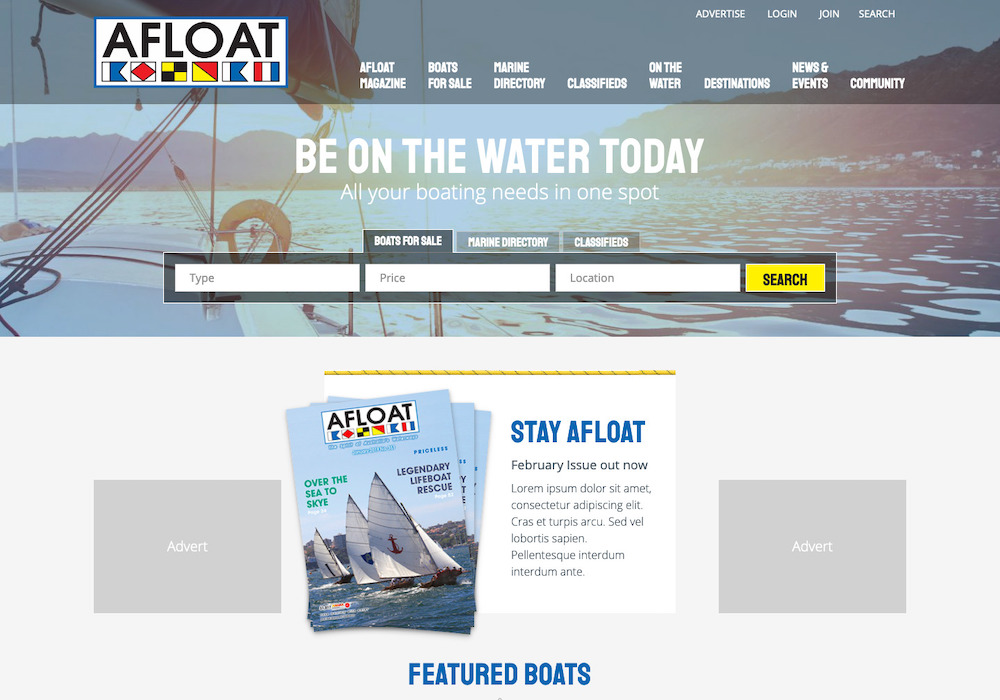 ADVERTISE LOGIN JOIN SEARCH
AFLOAT
AFLOAT MAGAZINE
BOATS FOR SALE
MARINE DIRECTORY
CLASSIFIEDS
ON THE WATER
DESTINATIONS
NEWS & EVENTS
COMMUNITY
BE ON THE WATER TODAY
All your boating needs in one spot
BOATS FOR SALE MARINE DIRECTORY CLASSIFIEDS
Type Price Location SEARCH
AFLOAT
PRICELESS
OVER THE
SEA TO
SKYE
LEGENDARY
LIFEBOAT
RESCUE
STAY AFLOAT
February Issue out now
Lorem ipsum dolor sit amet,
consectetur adipiscing elit.
Cras et turpis arcu. Sed vel
lobortis sapien.
Pellentesque interdum
interdum ante.
Advert
Advert
FEATURED BOATS